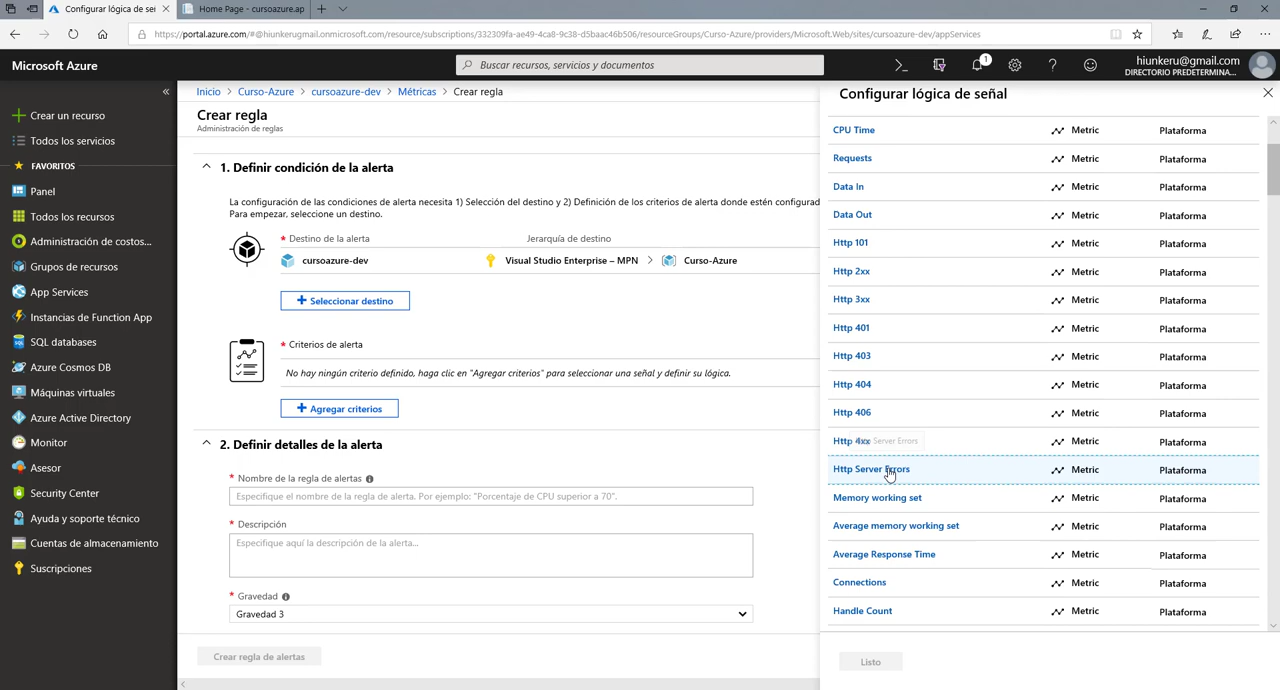 Configurar lógica de señ
Home Page - cursoazure.ap
https://portal.azure.com/#@hiunkerugmail.onmicrosoft.com/resource/subscriptions/332309fa-ae49-4ca4-9c38-d5baac46b506/resourceGroups/Curso-Azure/providers/Microsoft.Web/sites/cursoazure-dev/appServices
Microsoft Azure
Buscar recursos, servicios y documentos
1
hiunkeru@gmail.com
DIRECTORIO PREDETERMINA...
Crear un recurso
Todos los servicios
FAVORITOS
Panel
Todos los recursos
Administración de costos...
Grupos de recursos
App Services
Instancias de Function App
SQL databases
Azure Cosmos DB
Máquinas virtuales
Azure Active Directory
Monitor
Asesor
Security Center
Ayuda y soporte técnico
Cuentas de almacenamiento
Suscripciones
Inicio > Curso-Azure > cursoazure-dev > Métricas > Crear regla
Crear regla
Administración de reglas
1. Definir condición de la alerta
La configuración de las condiciones de alerta necesita 1) Selección del destino y 2) Definición de los criterios de alerta donde estén configurad
Para empezar, seleccione un destino.
* Destino de la alerta
Jerarquía de destino
cursoazure-dev
Visual Studio Enterprise – MPN > Curso-Azure
+ Seleccionar destino
* Criterios de alerta
No hay ningún criterio definido, haga clic en "Agregar criterios" para seleccionar una señal y definir su lógica.
+ Agregar criterios
2. Definir detalles de la alerta
* Nombre de la regla de alertas
Especifique el nombre de la regla de alerta. Por ejemplo: "Porcentaje de CPU superior a 70".
* Descripción
Especifique aquí la descripción de la alerta...
* Gravedad
Gravedad 3
Crear regla de alertas
Configurar lógica de señal
CPU Time Metric Plataforma
Requests Metric Plataforma
Data In Metric Plataforma
Data Out Metric Plataforma
Http 101 Metric Plataforma
Http 2xx Metric Plataforma
Http 3xx Metric Plataforma
Http 401 Metric Plataforma
Http 403 Metric Plataforma
Http 404 Metric Plataforma
Http 406 Metric Plataforma
Http 4xx Server Errors Metric Plataforma
Http Server Errors Metric Plataforma
Memory working set Metric Plataforma
Average memory working set Metric Plataforma
Average Response Time Metric Plataforma
Connections Metric Plataforma
Handle Count Metric Plataforma
Listo